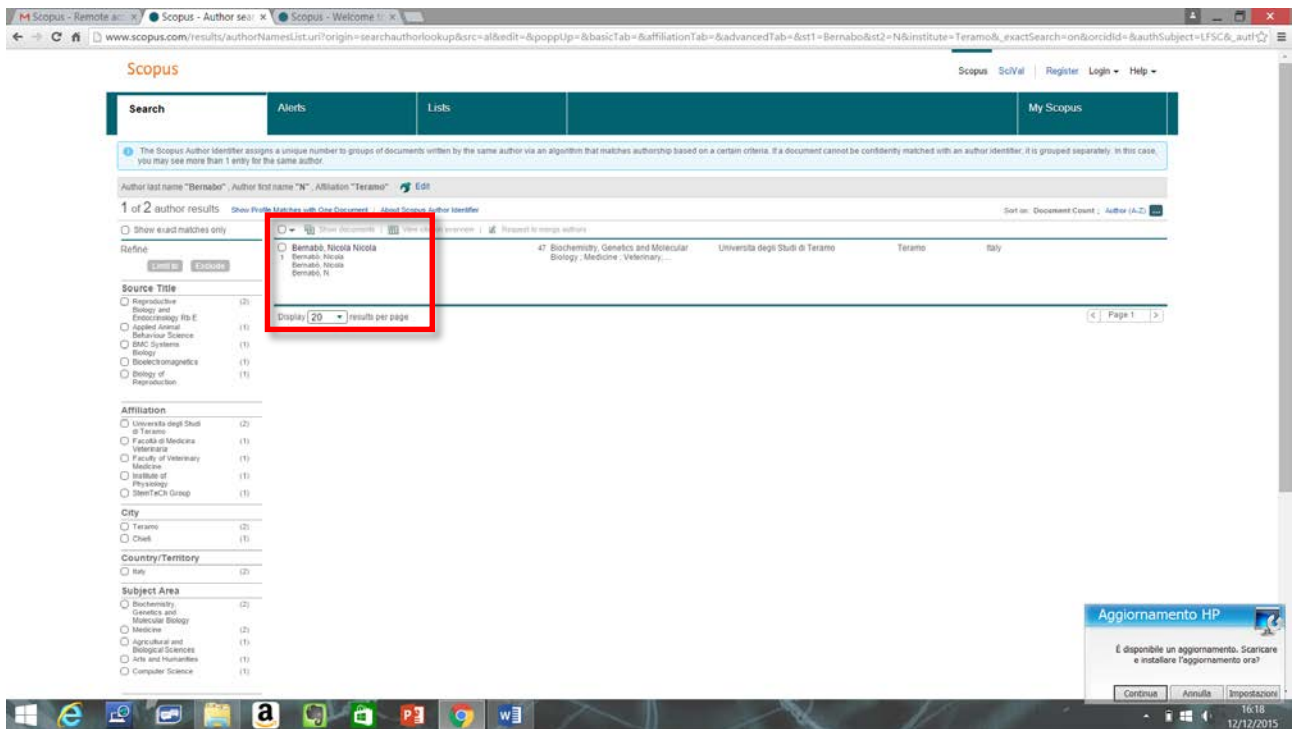 Scopus - Remote acc
Scopus - Author sear
Scopus - Welcome t
www.scopus.com/results/authorNamesList.uri?origin=searchauthorlookup&src=al&edit=&poppUp=&basicTab=&affiliationTab=&advancedTab=&st1=Bernabo&st2=N&institute=Teramo&_exactSearch=on&orcidId=&authSubject=LFSC&_auth
Scopus
Scopus SciVal Register Login Help
Search Alerts Lists My Scopus
The Scopus Author Identifier assigns a unique number to groups of documents written by the same author via an algorithm that matches authorship based on a certain criteria. If a document cannot be confidently matched with an author identifier, it is grouped separately. In this case,
you may see more than 1 entry for the same author.
Author last name "Bernabo" , Author first name "N" , Affiliation "Teramo" Edit
1 of 2 author results Show Profile Matches with One Document | About Scopus Author Identifier
Sort on: Document Count ; Author (A-Z) ...
Show exact matches only
Show documents | View citation overview | Request to merge authors
Refine
Limit to Exclude
Bernabò, Nicola Nicola 47 Biochemistry, Genetics and Molecular Università degli Studi di Teramo Teramo Italy
1 Bernabò, Nicola Biology ; Medicine ; Veterinary; ...
Bernabò, Nicola
Bernabò, N.
Display 20 results per page
< Page 1 >
Source Title
Reproductive (2)
Biology and
Endocrinology Rb E
Applied Animal (1)
Behaviour Science
BMC Systems (1)
Biology
Bioelectromagnetics (1)
Biology of (1)
Reproduction
Affiliation
Universita degli Studi (2)
di Teramo
Facoltà di Medicina (1)
Veterinaria
Faculty of Veterinary (1)
Medicine
Institute of (1)
Physiology
StemTeCh Group (1)
City
Teramo (2)
Chieti (1)
Country/Territory
Italy (2)
Subject Area
Biochemistry, (2)
Genetics and
Molecular Biology
Medicine (2)
Agricultural and (1)
Biological Sciences
Arts and Humanities (1)
Computer Science (1)
Aggiornamento HP
É disponibile un aggiornamento. Scaricare
e installare l'aggiornamento ora?
Continua Annulla Impostazioni
16:18
12/12/2015